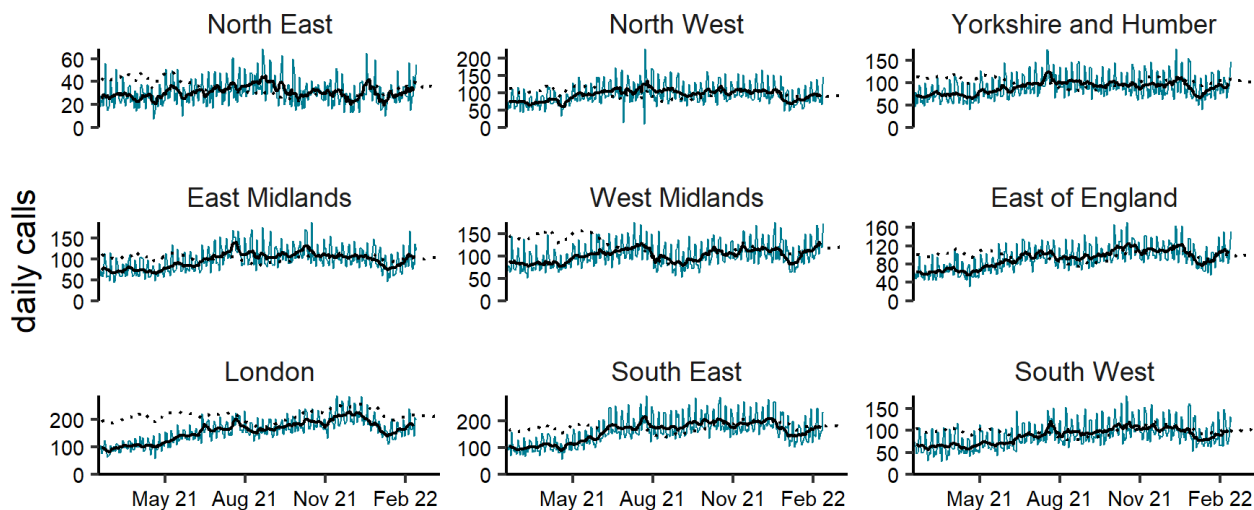 North East
North West
Yorkshire and Humber
60
40
20
0
200
150
100
50
0
150
100
50
0
daily calls
East Midlands
West Midlands
East of England
150
100
50
0
150
100
50
0
160
120
80
40
0
London
South East
South West
200
100
0
200
100
0
150
100
50
0
May 21 Aug 21 Nov 21 Feb 22
May 21 Aug 21 Nov 21 Feb 22
May 21 Aug 21 Nov 21 Feb 22